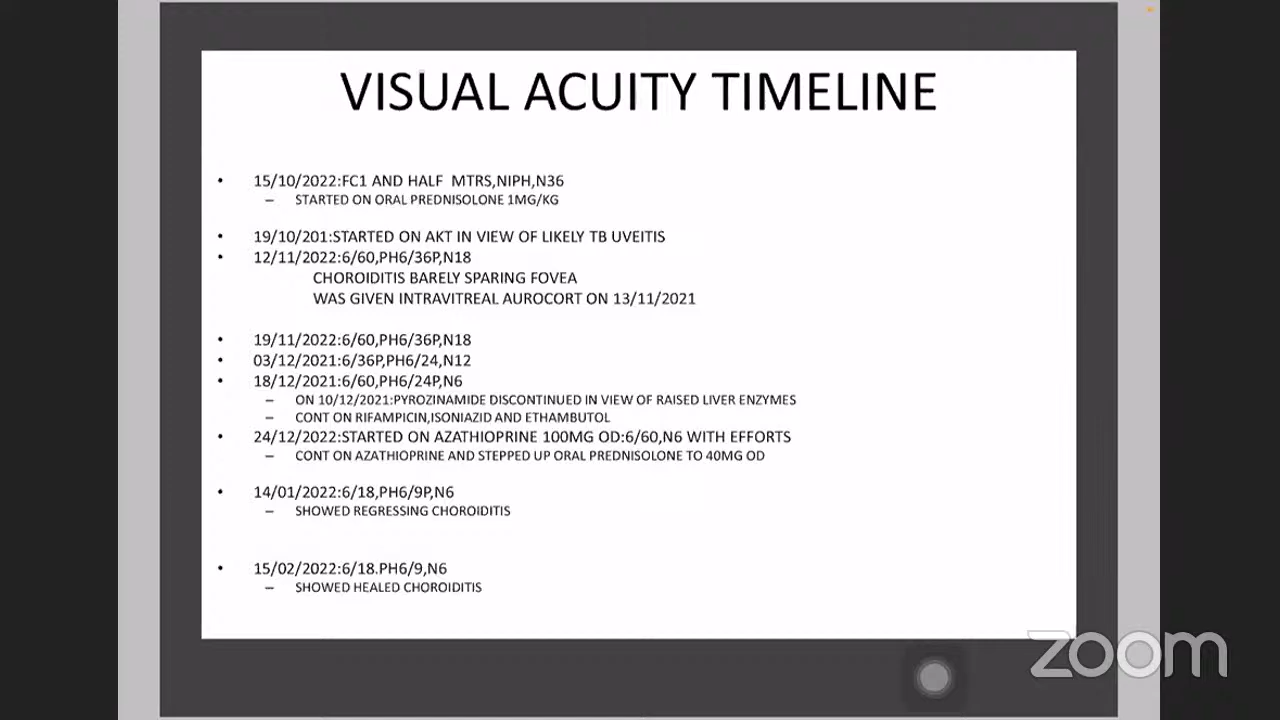 VISUAL ACUITY TIMELINE
• 15/10/2022:FC1 AND HALF MTRS,NIPH,N36
– STARTED ON ORAL PREDNISOLONE 1MG/KG
• 19/10/201:STARTED ON AKT IN VIEW OF LIKELY TB UVEITIS
• 12/11/2022:6/60,PH6/36P,N18
CHOROIDITIS BARELY SPARING FOVEA
WAS GIVEN INTRAVITREAL AUROCORT ON 13/11/2021
• 19/11/2022:6/60,PH6/36P,N18
• 03/12/2021:6/36P,PH6/24,N12
• 18/12/2021:6/60,PH6/24P,N6
– ON 10/12/2021:PYROZINAMIDE DISCONTINUED IN VIEW OF RAISED LIVER ENZYMES
– CONT ON RIFAMPICIN,ISONIAZID AND ETHAMBUTOL
• 24/12/2022:STARTED ON AZATHIOPRINE 100MG OD:6/60,N6 WITH EFFORTS
– CONT ON AZATHIOPRINE AND STEPPED UP ORAL PREDNISOLONE TO 40MG OD
• 14/01/2022:6/18,PH6/9P,N6
– SHOWED REGRESSING CHOROIDITIS
• 15/02/2022:6/18.PH6/9,N6
– SHOWED HEALED CHOROIDITIS
zoom